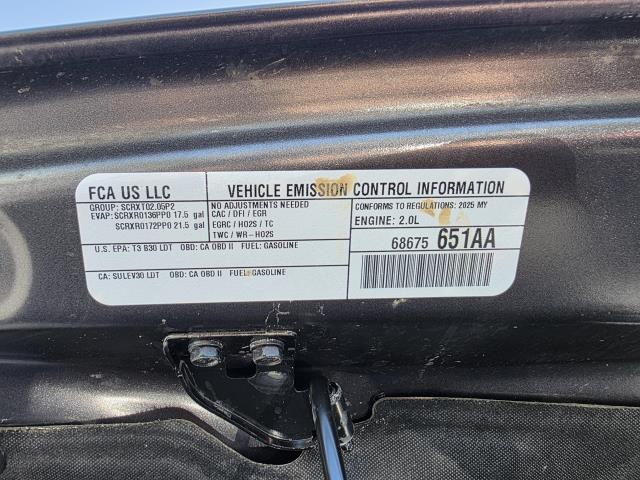 FCA US LLC
VEHICLE EMISSION CONTROL INFORMATION
GROUP: SCRXT02.05P2
EVAP: SCRXR0136PP0 17.5 gal
SCRXR0172PP0 21.5 gal
NO ADJUSTMENTS NEEDED
CAC / DFI / EGR
EGRC / HO2S / TC
TWC / WR-HO2S
CONFORMS TO REGULATIONS: 2025 MY
ENGINE: 2.0L
U.S. EPA: T3 B30 LDT OBD: CA OBD II FUEL: GASOLINE
68675 651AA
CA: SULEV30 LDT OBD: CA OBD II FUEL: GASOLINE